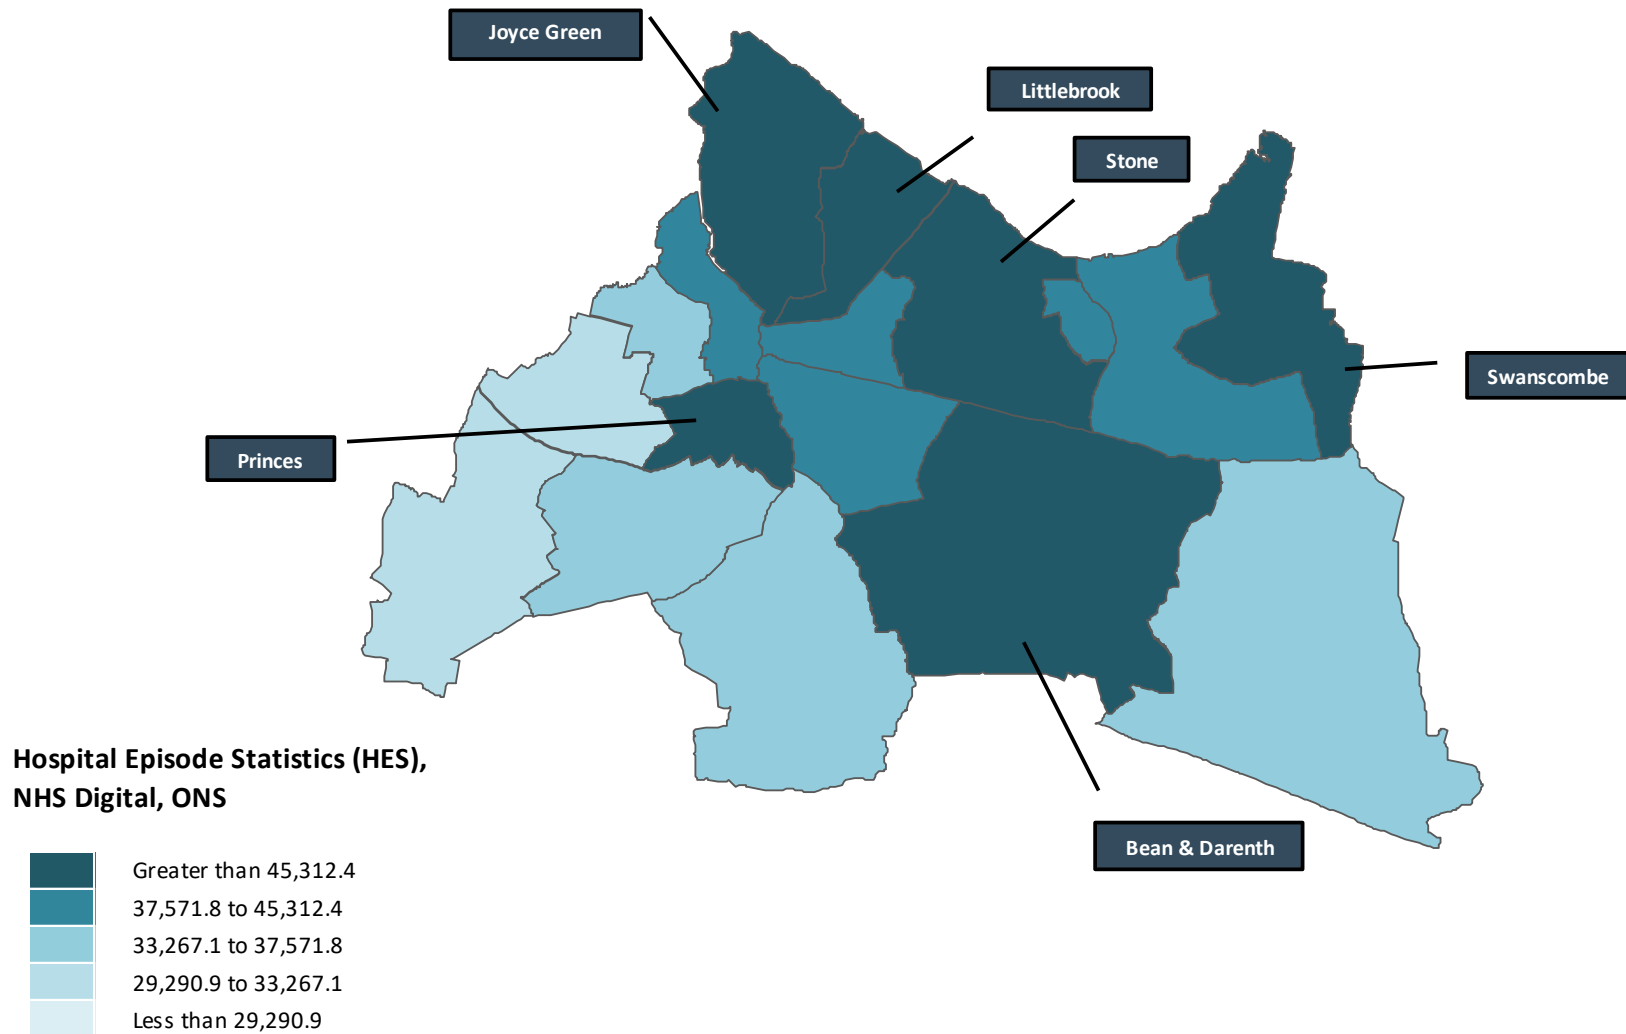 Joyce Green
Littlebrook
Stone
Swanscombe
Princes
Bean & Darenth
Hospital Episode Statistics (HES),
NHS Digital, ONS
Greater than 45,312.4
37,571.8 to 45,312.4
33,267.1 to 37,571.8
29,290.9 to 33,267.1
Less than 29,290.9